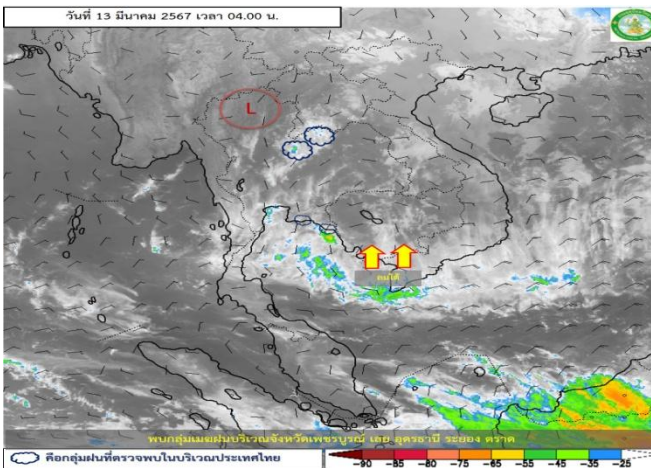 วันที่ 13 มีนาคม 2567 เวลา 04.00 น.
L
ลมใต้
พบกลุ่มเมฆฝนบริเวณจังหวัดเพชรบูรณ์ เลย อุดรธานี ระยอง ตราด
คือกลุ่มฝนที่ตรวจพบในบริเวณประเทศไทย
-90 -85 -80 -75 -65 -55 -45 -35 -25